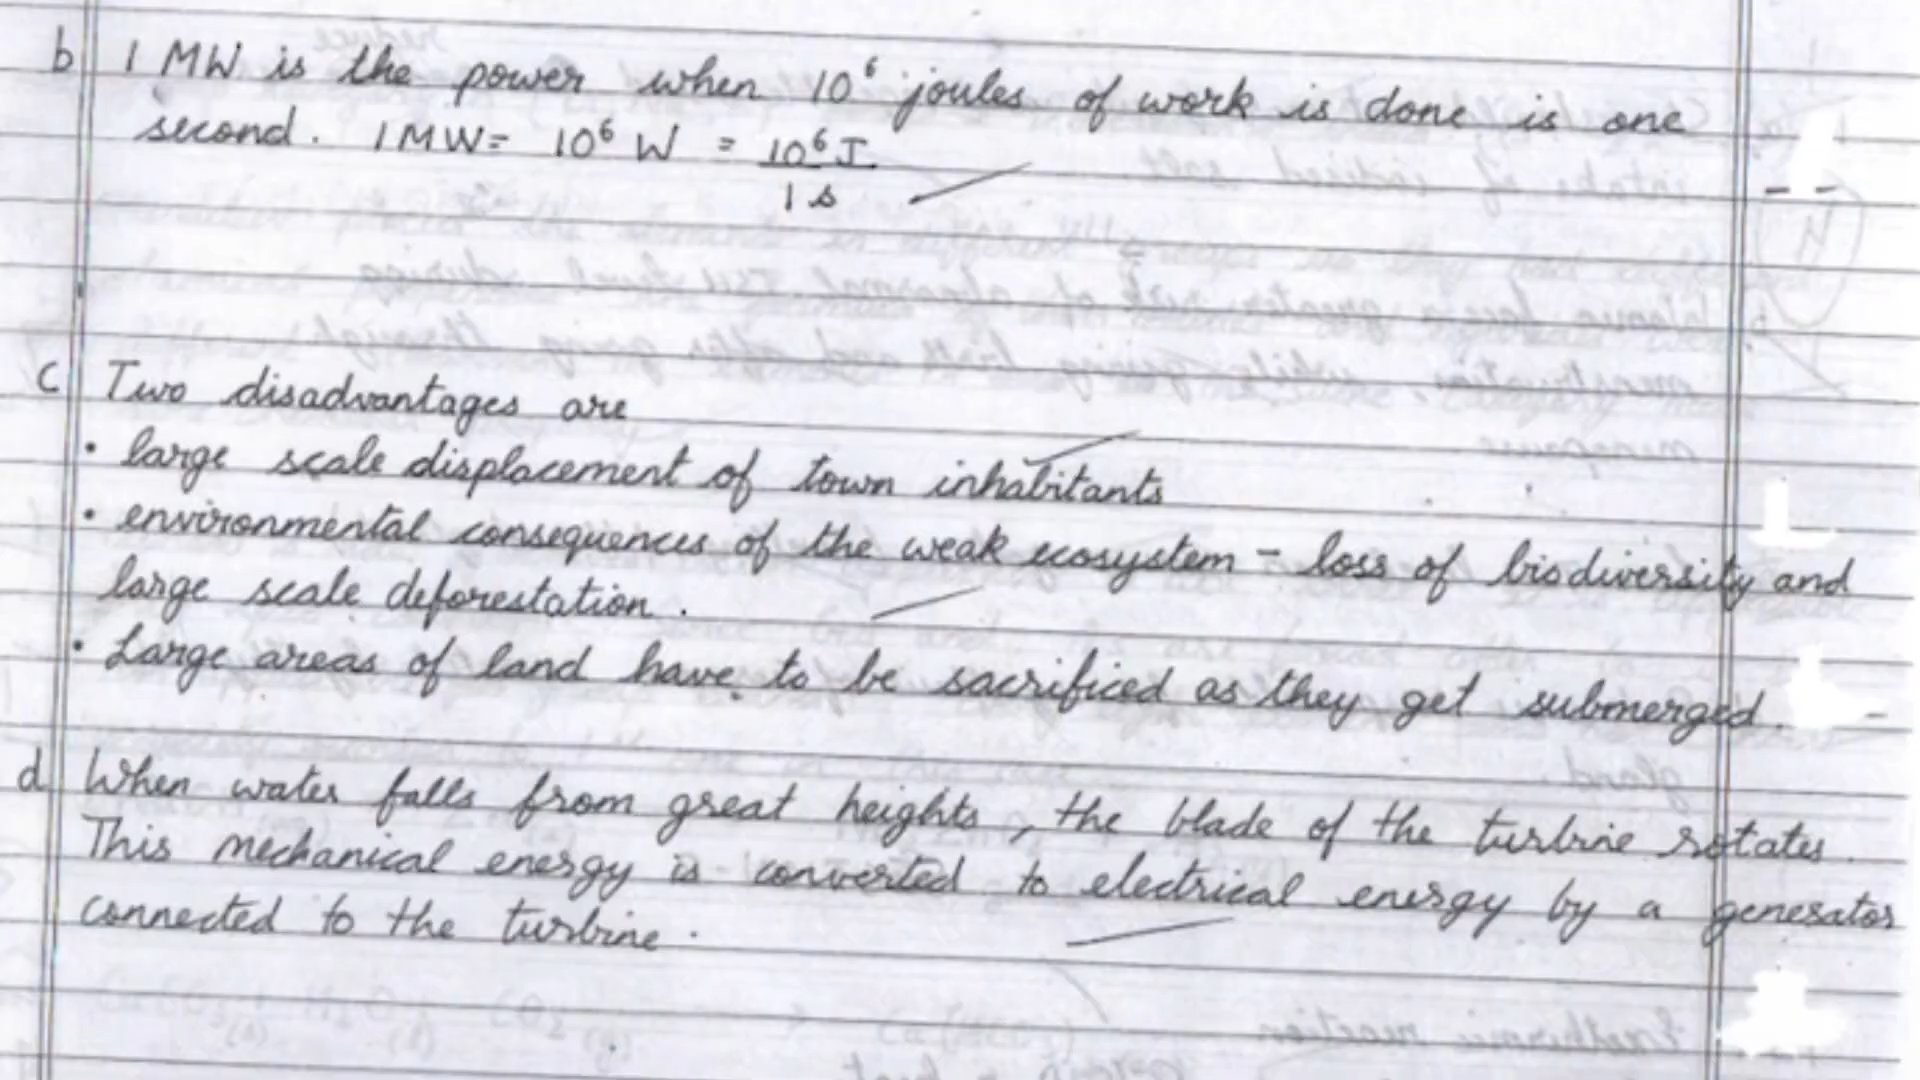 b 1 MW is the power when 10⁶ joules of work is done is one
second. 1MW= 10⁶ W = 10⁶ J
1 s
c Two disadvantages are
• large scale displacement of town inhabitants
• environmental consequences of the weak ecosystem - loss of biodiversity and
large scale deforestation.
• Large areas of land have to be sacrificed as they get submerged.
d When water falls from great heights, the blade of the turbine rotates.
This mechanical energy is converted to electrical energy by a generator
connected to the turbine.